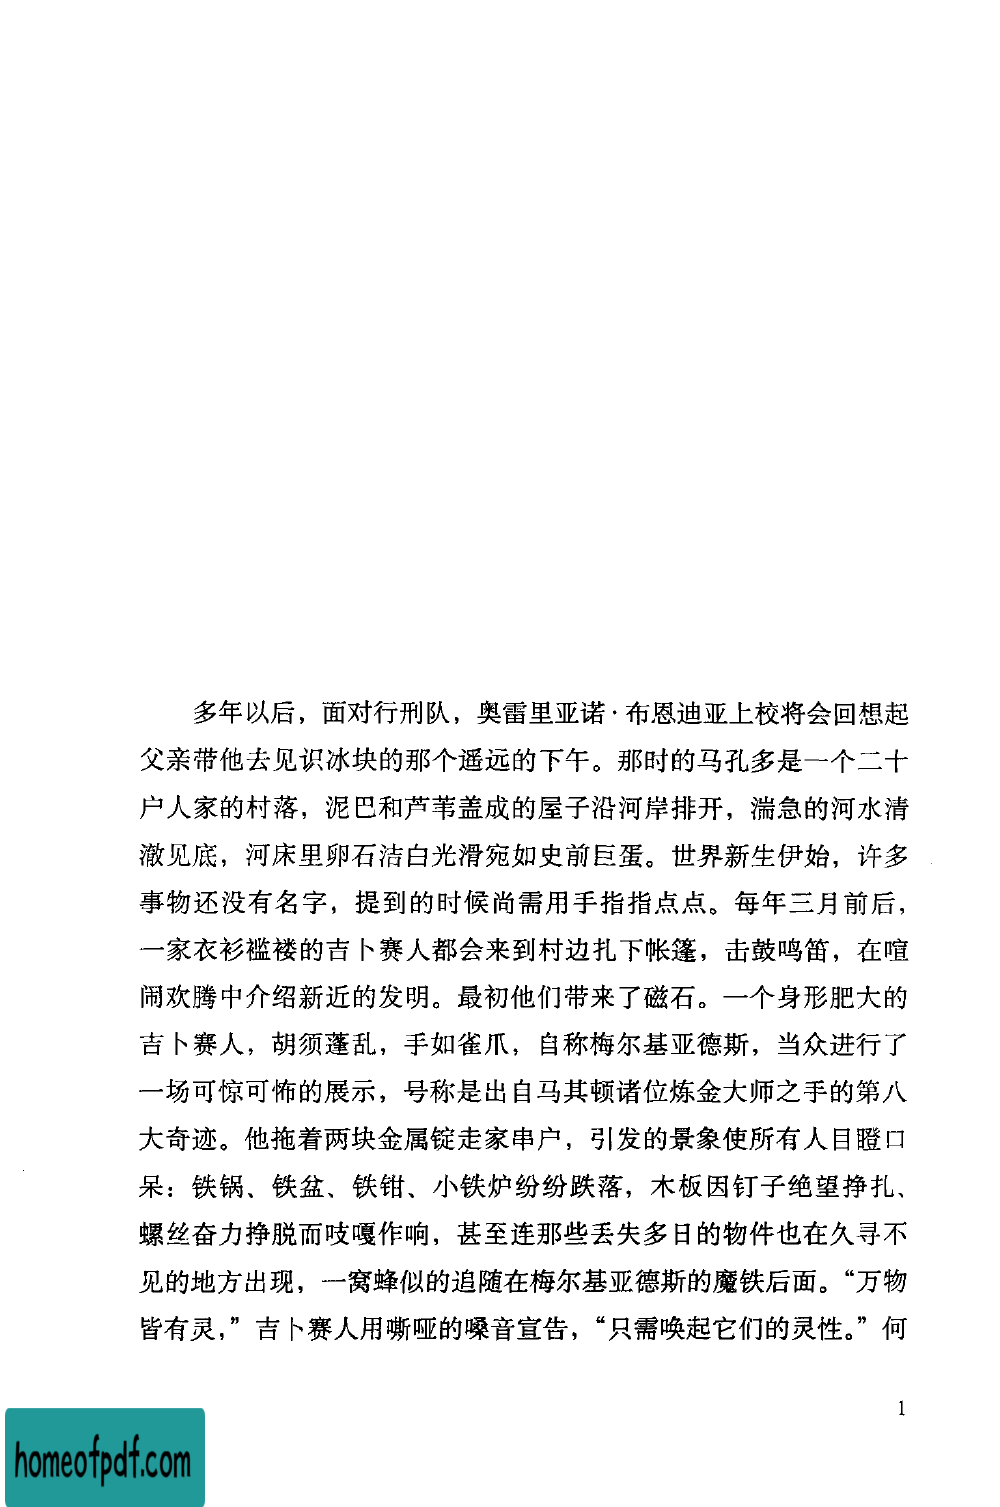 多年以后，面对行刑队，奥雷里亚诺·布恩迪亚上校将会回想起
父亲带他去见识冰块的那个遥远的下午。那时的马孔多是一个二十
户人家的村落，泥巴和芦苇盖成的屋子沿河岸排开，湍急的河水清
澈见底，河床里卵石洁白光滑宛如史前巨蛋。世界新生伊始，许多
事物还没有名字，提到的时候尚需用手指指点点。每年三月前后，
一家衣衫褴褛的吉卜赛人都会来到村边扎下帐篷，击鼓鸣笛，在喧
闹欢腾中介绍新近的发明。最初他们带来了磁石。一个身形肥大的
吉卜赛人，胡须蓬乱，手如雀爪，自称梅尔基亚德斯，当众进行了
一场可惊可怖的展示，号称是出自马其顿诸位炼金大师之手的第八
大奇迹。他拖着两块金属锭走家串户，引发的景象使所有人目瞪口
呆：铁锅、铁盆、铁钳、小铁炉纷纷跌落，木板因钉子绝望挣扎、
螺丝奋力挣脱而吱嘎作响，甚至连那些丢失多日的物件也在久寻不
见的地方出现，一窝蜂似的追随在梅尔基亚德斯的魔铁后面。“万物
皆有灵，”吉卜赛人用嘶哑的嗓音宣告，“只需唤起它们的灵性。”何
1
homeofpdf.com